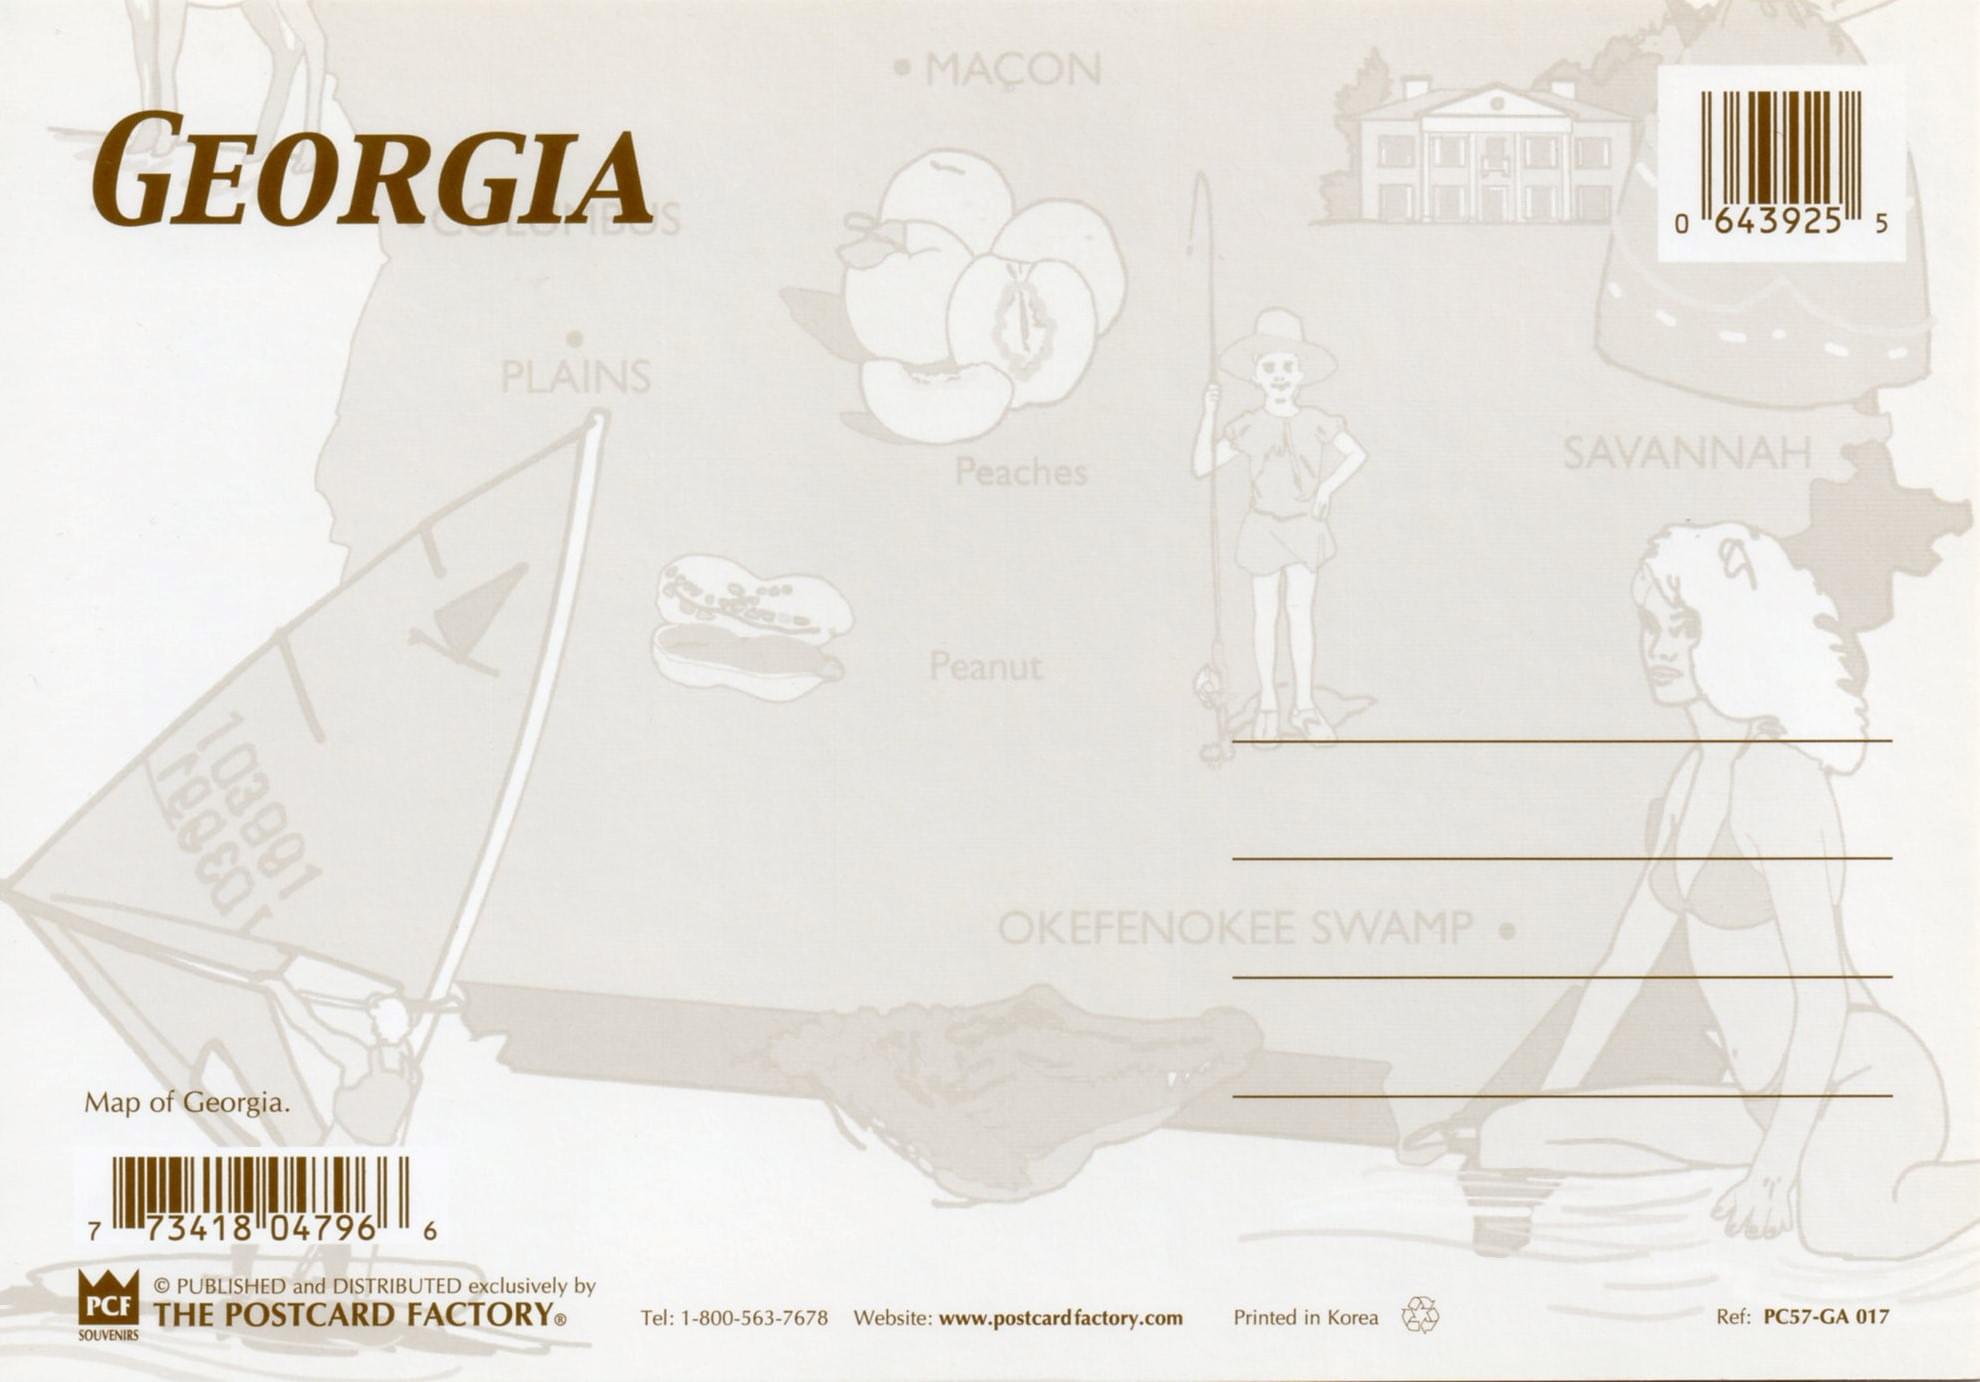 • MAÇON
GEORGIA
• COLUMBUS
0 643925 5
PLAINS
Peaches
SAVANNAH
Peanut
103891
103891
OKEFENOKEE SWAMP •
Map of Georgia.
7 73418 04796 6
PCF
SOUVENIRS
© PUBLISHED and DISTRIBUTED exclusively by
THE POSTCARD FACTORY®
Tel: 1-800-563-7678 Website: www.postcardfactory.com Printed in Korea Ref: PC57-GA 017